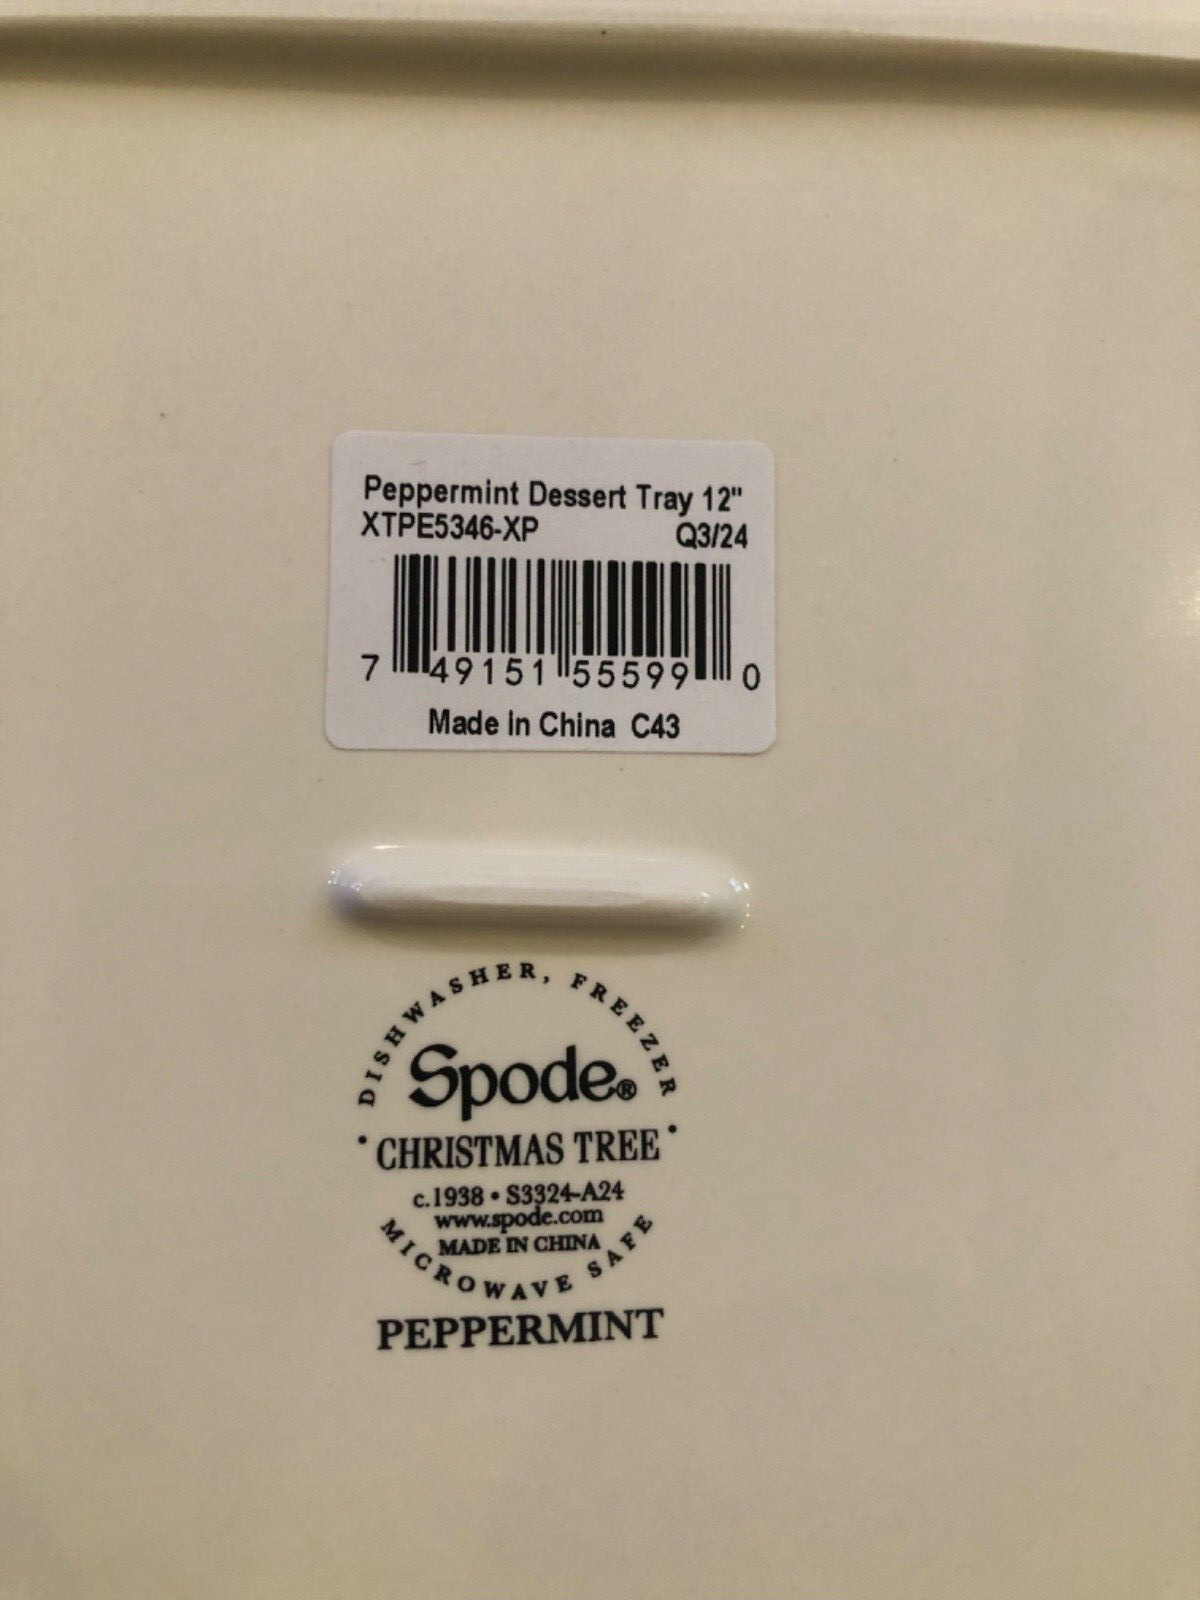 Peppermint Dessert Tray 12"
XTPE5346-XP Q3/24
7 49151 55599 0
Made in China C43
DISHWASHER, FREEZER
Spode®
• CHRISTMAS TREE •
c.1938 • S3324-A24
www.spode.com
MADE IN CHINA
MICROWAVE SAFE
PEPPERMINT